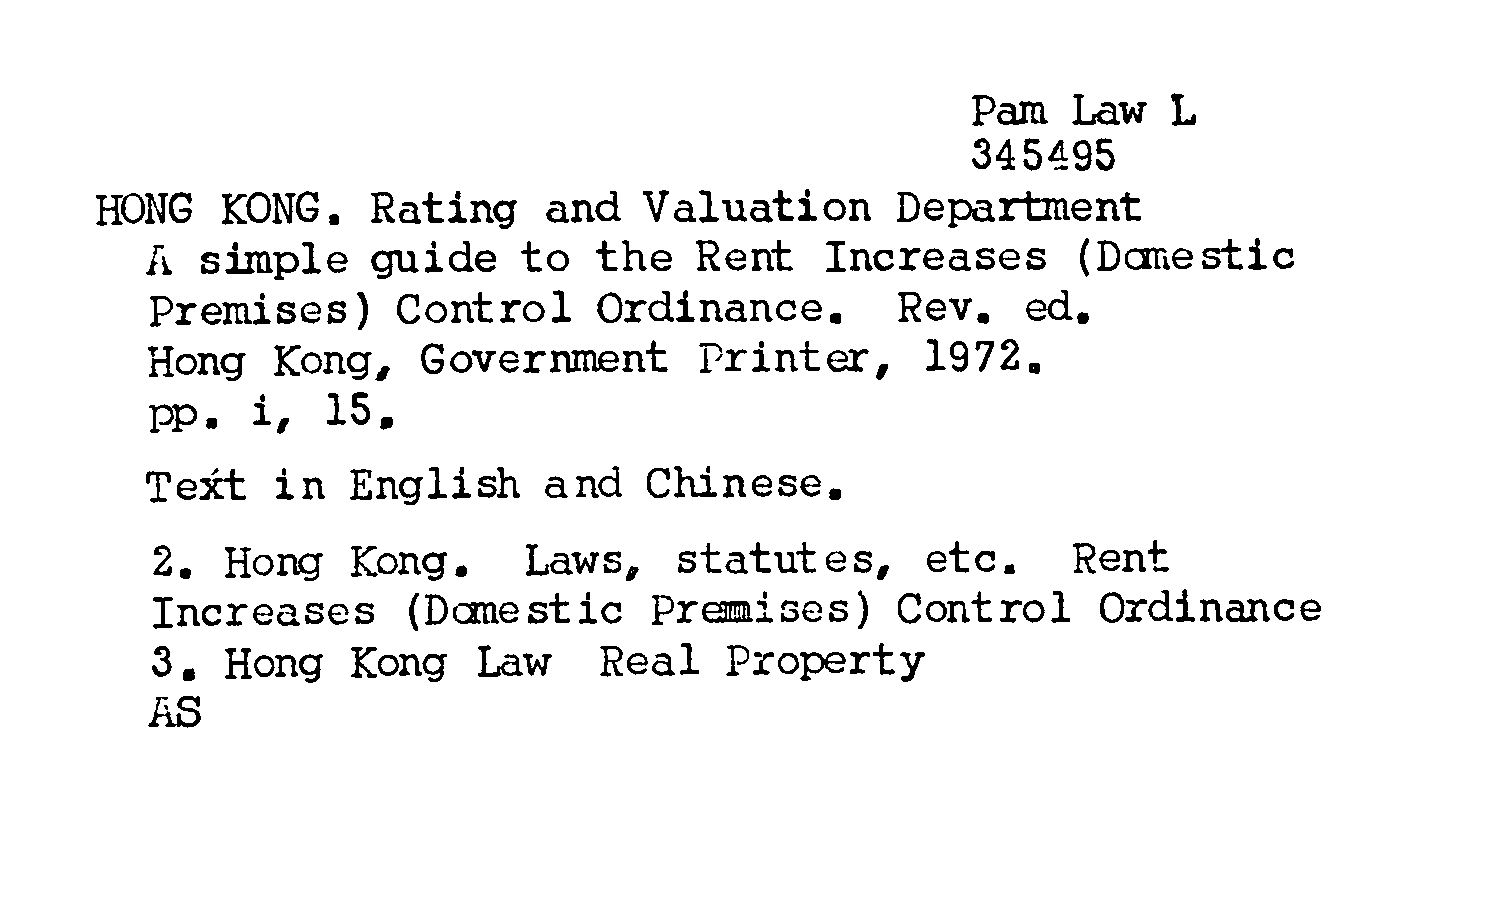 Pam Law L
345495
HONG KONG. Rating and Valuation Department
A simple guide to the Rent Increases (Domestic
Premises) Control Ordinance. Rev. ed.
Hong Kong, Government Printer, 1972.
pp. i, 15.
Text in English and Chinese.
2. Hong Kong. Laws, statutes, etc. Rent
Increases (Domestic Premises) Control Ordinance
3. Hong Kong Law Real Property
AS